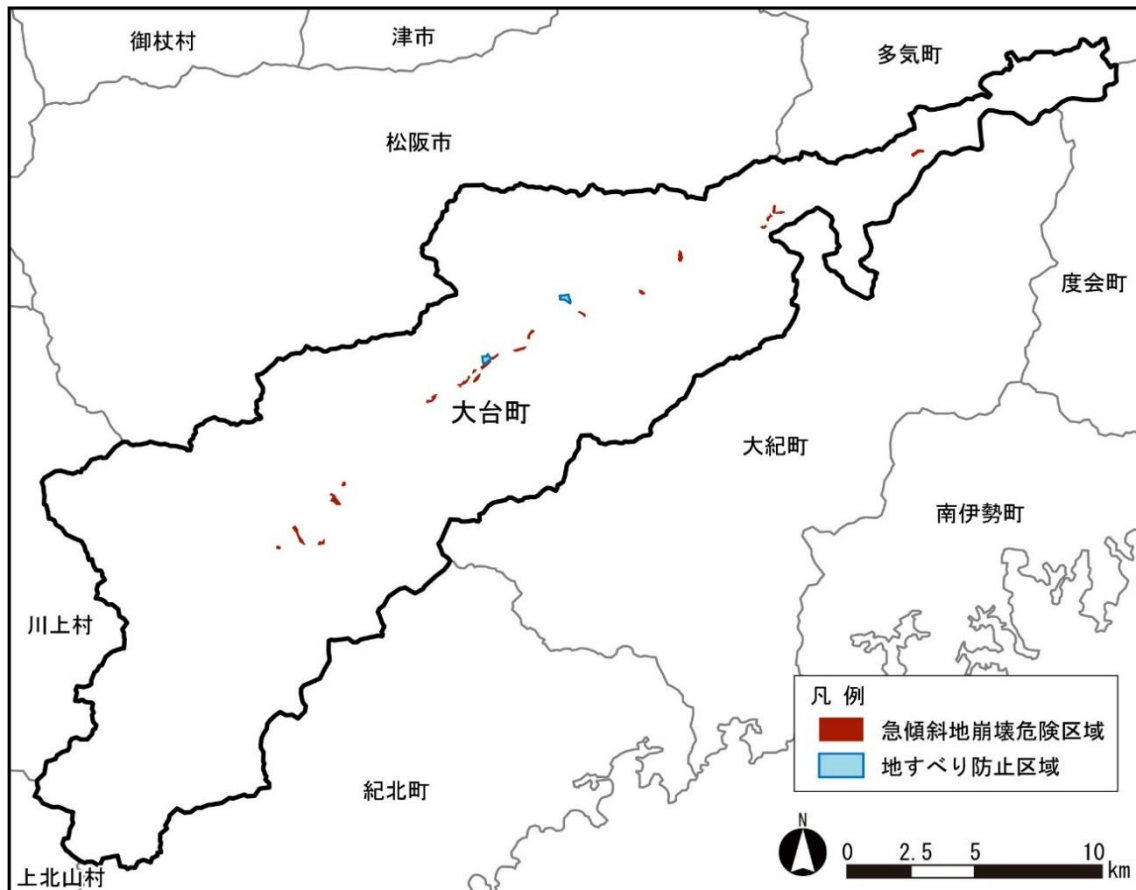 御杖村
津市
多気町
松阪市
度会町
大台町
大紀町
南伊勢町
川上村
紀北町
上北山村
凡 例
急傾斜地崩壊危険区域
地すべり防止区域
N
0 2.5 5 10
km